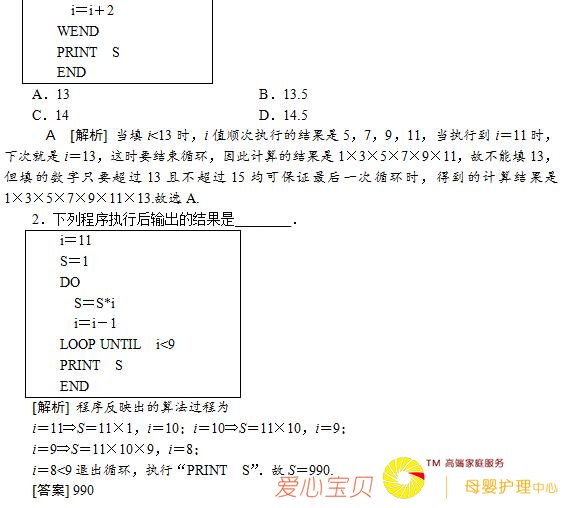 i＝i＋2
WEND
PRINT S
END
A．13 B．13.5
C．14 D．14.5
A [解析] 当填 i<13 时，i 值顺次执行的结果是 5，7，9，11，当执行到 i＝11 时，
下次就是 i＝13，这时要结束循环，因此计算的结果是 1×3×5×7×9×11，故不能填 13，
但填的数字只要超过 13 且不超过 15 均可保证最后一次循环时，得到的计算结果是
1×3×5×7×9×11×13.故选 A.
2．下列程序执行后输出的结果是________．
i＝11
S＝1
DO
S＝S*i
i＝i－1
LOOP UNTIL i<9
PRINT S
END
[解析] 程序反映出的算法过程为
i＝11⇒S＝11×1，i＝10；i＝10⇒S＝11×10，i＝9；
i＝9⇒S＝11×10×9，i＝8；
i＝8<9 退出循环，执行“PRINT S”．故 S＝990.
[答案] 990
爱心宝贝
TM 高端家庭服务
母婴护理中心